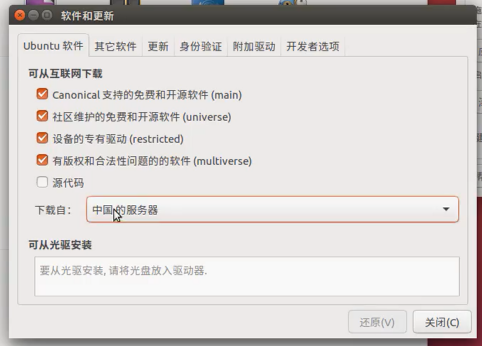 软件和更新
Ubuntu 软件 其它软件 更新 身份验证 附加驱动 开发者选项
可从互联网下载
Canonical 支持的免费和开源软件 (main)
社区维护的免费和开源软件 (universe)
设备的专有驱动 (restricted)
有版权和合法性问题的的软件 (multiverse)
源代码
下载自： 中国 的服务器
可从光驱安装
要从光驱安装, 请将光盘放入驱动器.
还原(V) 关闭(C)